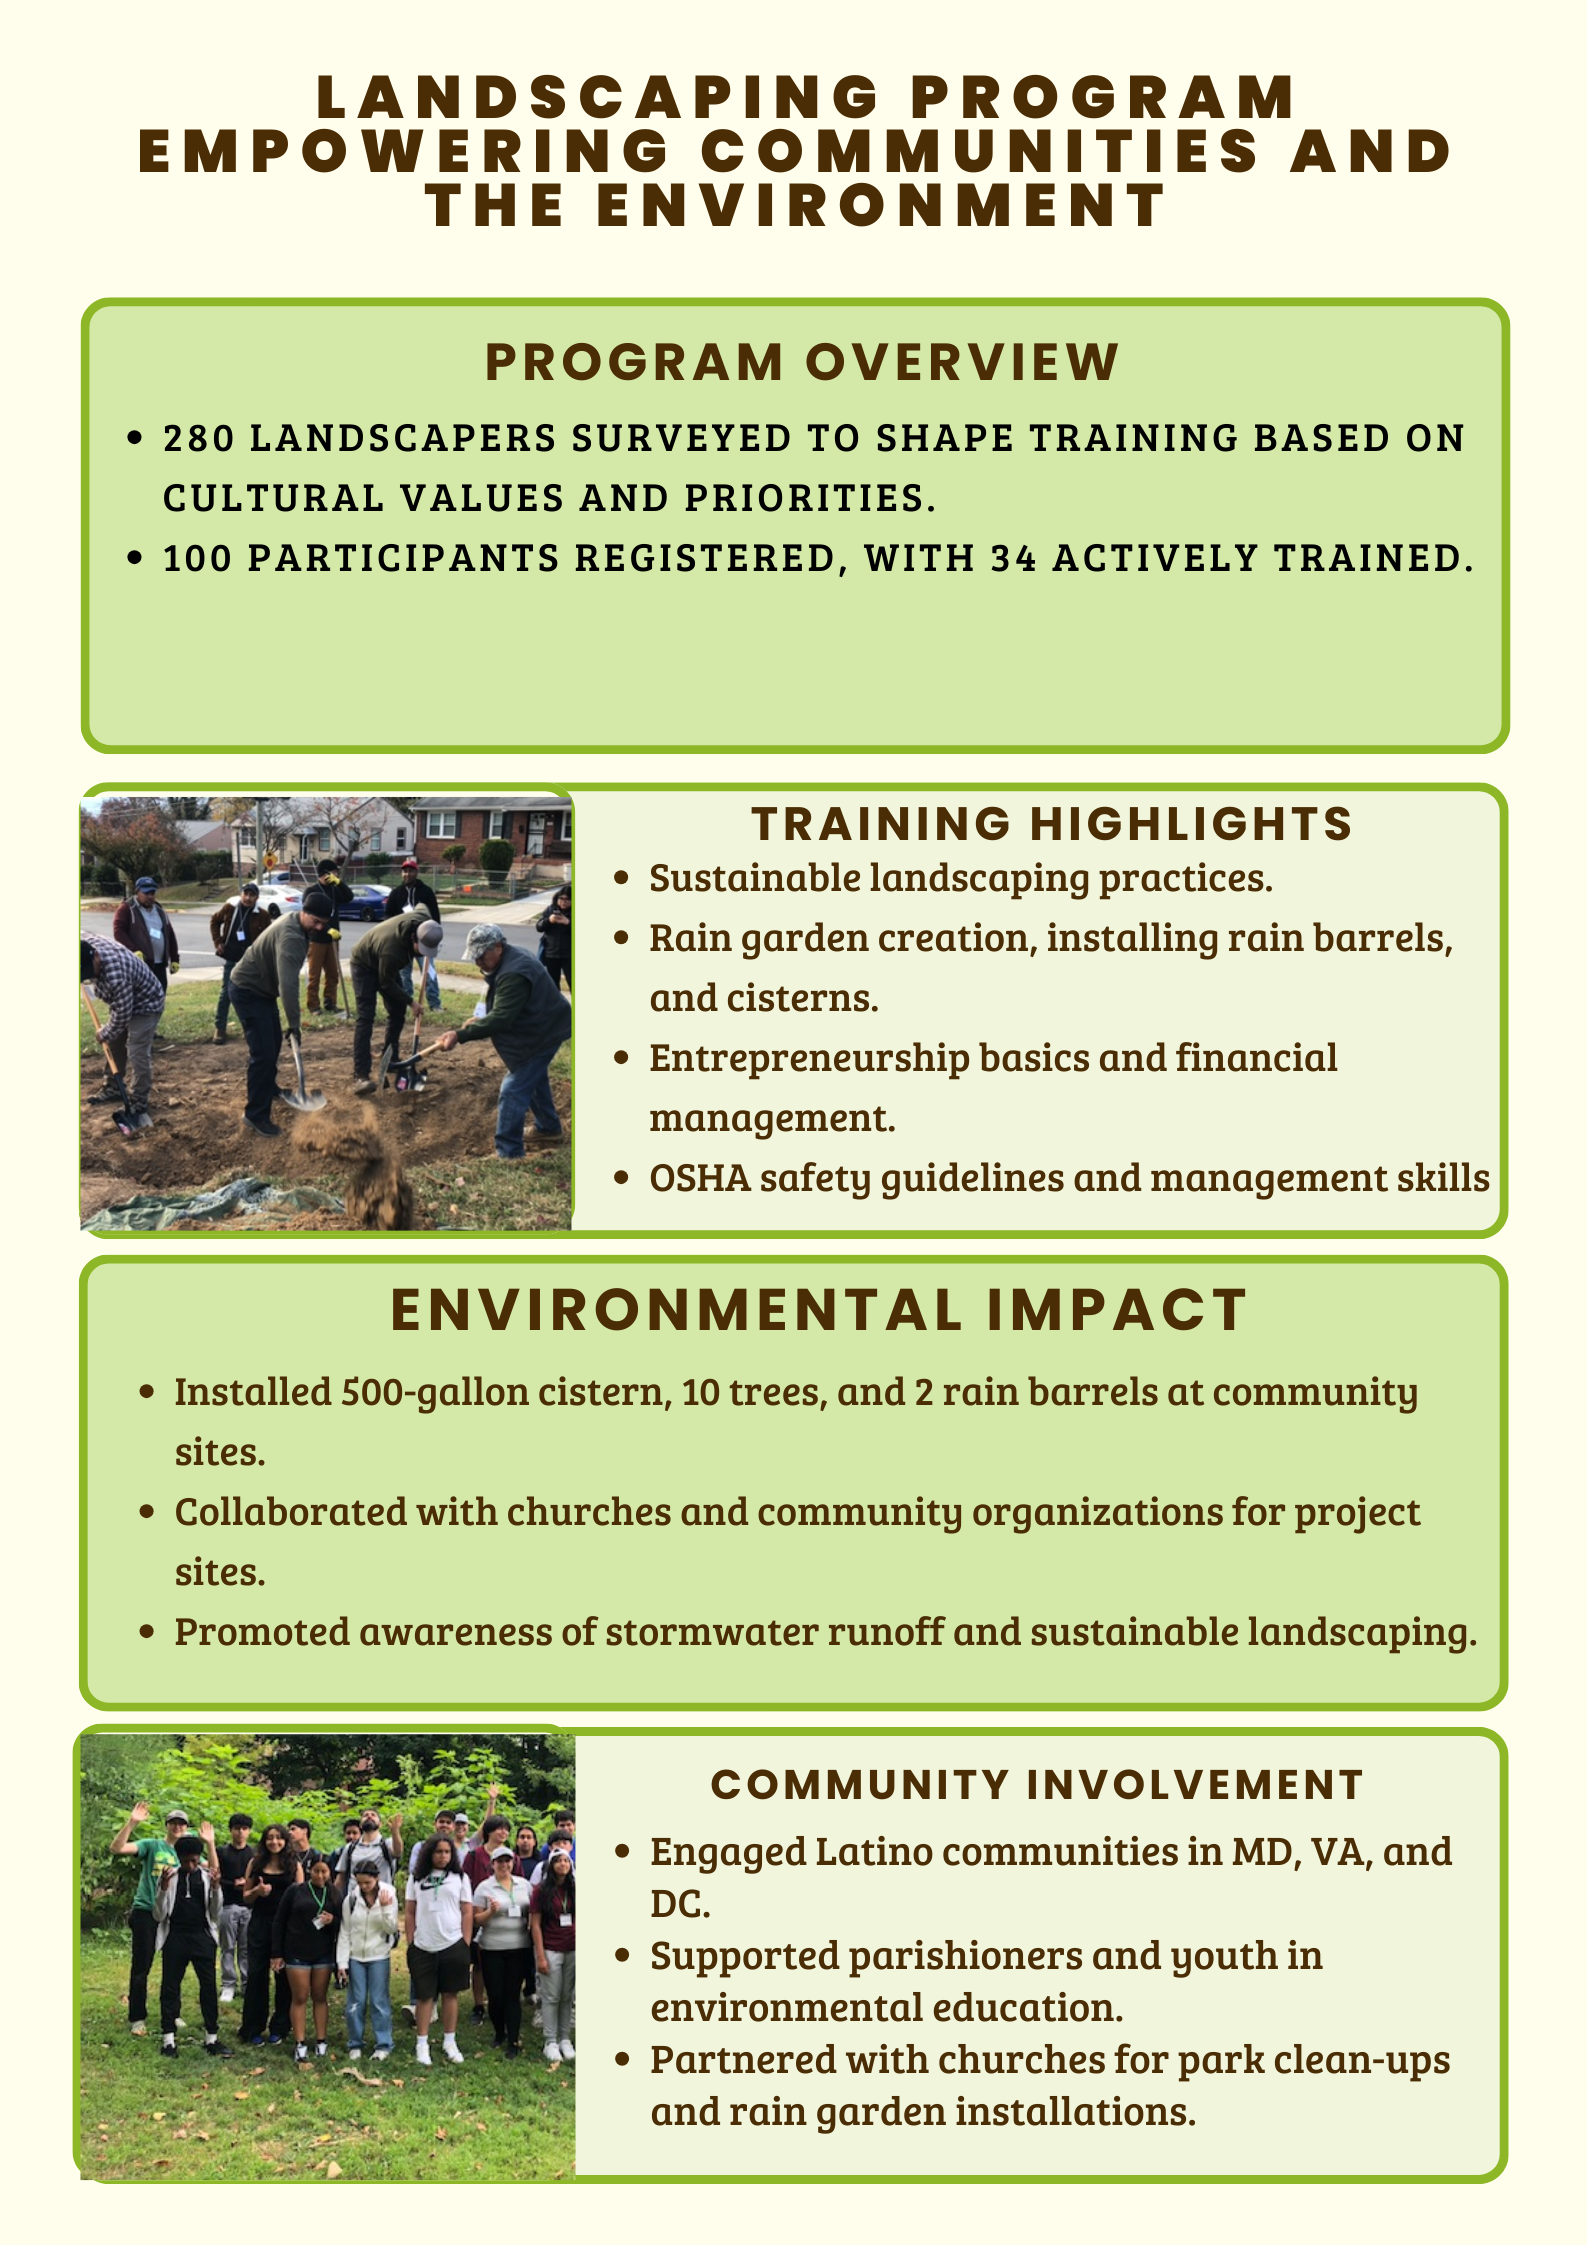 LANDSCAPING PROGRAM
EMPOWERING COMMUNITIES AND
THE ENVIRONMENT
PROGRAM OVERVIEW
• 280 LANDSCAPERS SURVEYED TO SHAPE TRAINING BASED ON
CULTURAL VALUES AND PRIORITIES.
• 100 PARTICIPANTS REGISTERED, WITH 34 ACTIVELY TRAINED.
TRAINING HIGHLIGHTS
• Sustainable landscaping practices.
• Rain garden creation, installing rain barrels,
and cisterns.
• Entrepreneurship basics and financial
management.
• OSHA safety guidelines and management skills
ENVIRONMENTAL IMPACT
• Installed 500-gallon cistern, 10 trees, and 2 rain barrels at community
sites.
• Collaborated with churches and community organizations for project
sites.
• Promoted awareness of stormwater runoff and sustainable landscaping.
COMMUNITY INVOLVEMENT
• Engaged Latino communities in MD, VA, and
DC.
• Supported parishioners and youth in
environmental education.
• Partnered with churches for park clean-ups
and rain garden installations.